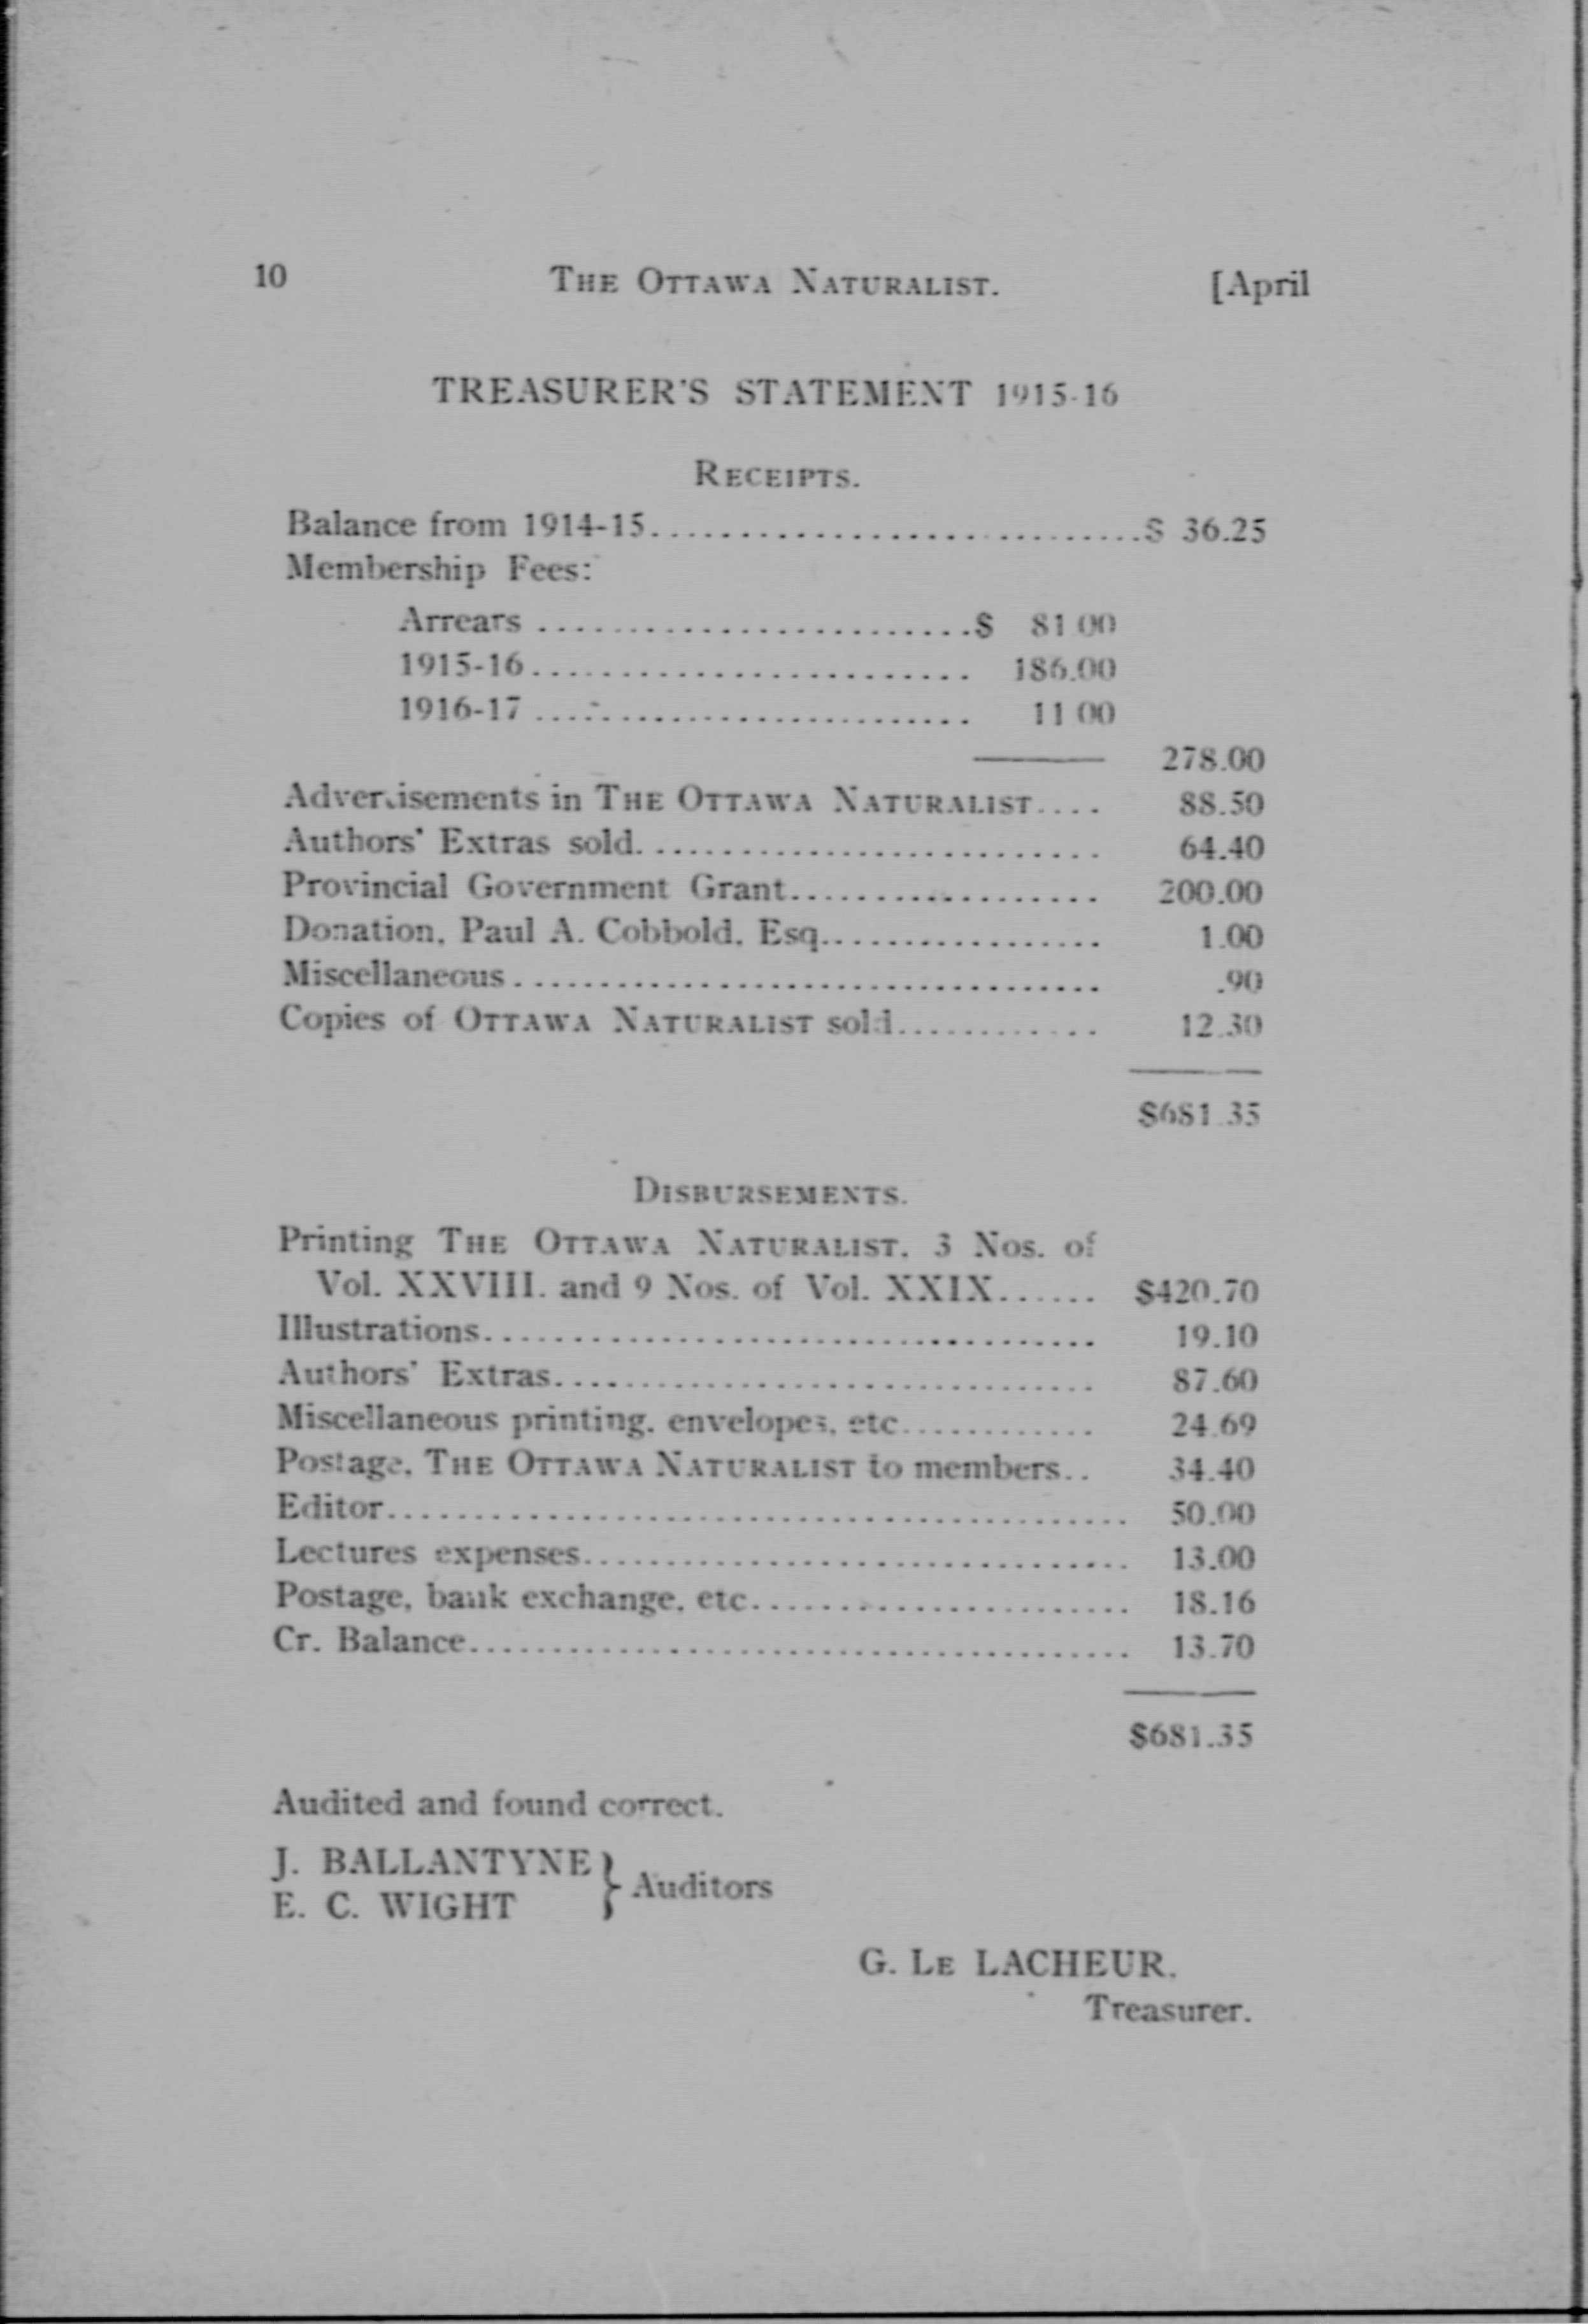 10 THE OTTAWA NATURALIST. [April
TREASURER'S STATEMENT 1915-16
RECEIPTS.
Balance from 1914-15..............................$ 36.25
Membership Fees:
Arrears .........................$ 81 00
1915-16......................... 186.00
1916-17 ......................... 11 00
278.00
Advertisements in THE OTTAWA NATURALIST.... 88.50
Authors' Extras sold........................... 64.40
Provincial Government Grant.................. 200.00
Donation, Paul A. Cobbold, Esq................. 1.00
Miscellaneous.................................. .90
Copies of OTTAWA NATURALIST sold............ 12.30
$681.35
DISBURSEMENTS.
Printing THE OTTAWA NATURALIST, 3 Nos. of
Vol. XXVIII. and 9 Nos. of Vol. XXIX...... $420.70
Illustrations................................... 19.10
Authors' Extras............................... 87.60
Miscellaneous printing, envelopes, etc........... 24.69
Postage, THE OTTAWA NATURALIST to members.. 34.40
Editor.......................................... 50.00
Lectures expenses............................... 13.00
Postage, bank exchange, etc...................... 18.16
Cr. Balance..................................... 13.70
$681.35
Audited and found correct.
J. BALLANTYNE
E. C. WIGHT } Auditors
G. LE LACHEUR.
Treasurer.